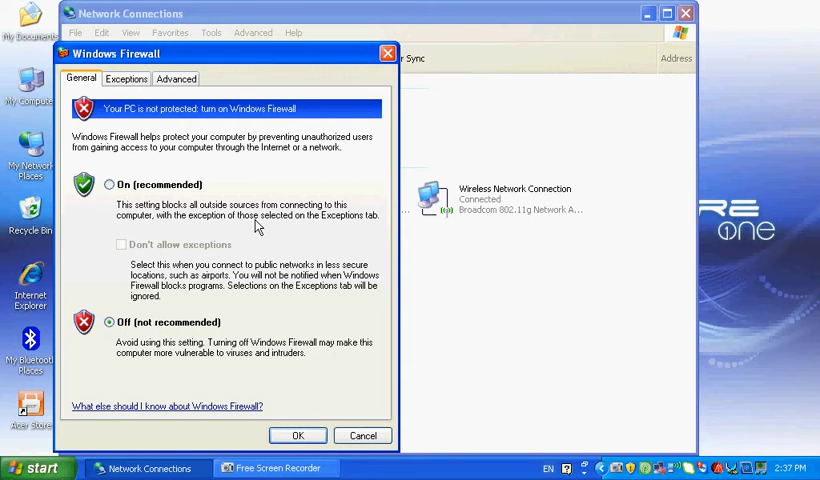 My Documents
My Compute
My Network
Places
Recycle Bin
Internet
Explorer
My Bluetoot
Places
Acer Store
Network Connections
File Edit View Favorites Tools Advanced Help
r Sync
Address
Wireless Network Connection
Connected
Broadcom 802.11g Network A...
Windows Firewall
General Exceptions Advanced
Your PC is not protected: turn on Windows Firewall
Windows Firewall helps protect your computer by preventing unauthorized users
from gaining access to your computer through the Internet or a network.
On (recommended)
This setting blocks all outside sources from connecting to this
computer, with the exception of those selected on the Exceptions tab.
Don't allow exceptions
Select this when you connect to public networks in less secure
locations, such as airports. You will not be notified when Windows
Firewall blocks programs. Selections on the Exceptions tab will be
ignored.
Off (not recommended)
Avoid using this setting. Turning off Windows Firewall may make this
computer more vulnerable to viruses and intruders.
What else should I know about Windows Firewall?
OK Cancel
RE
one
start Network Connections Free Screen Recorder EN 2:37 PM